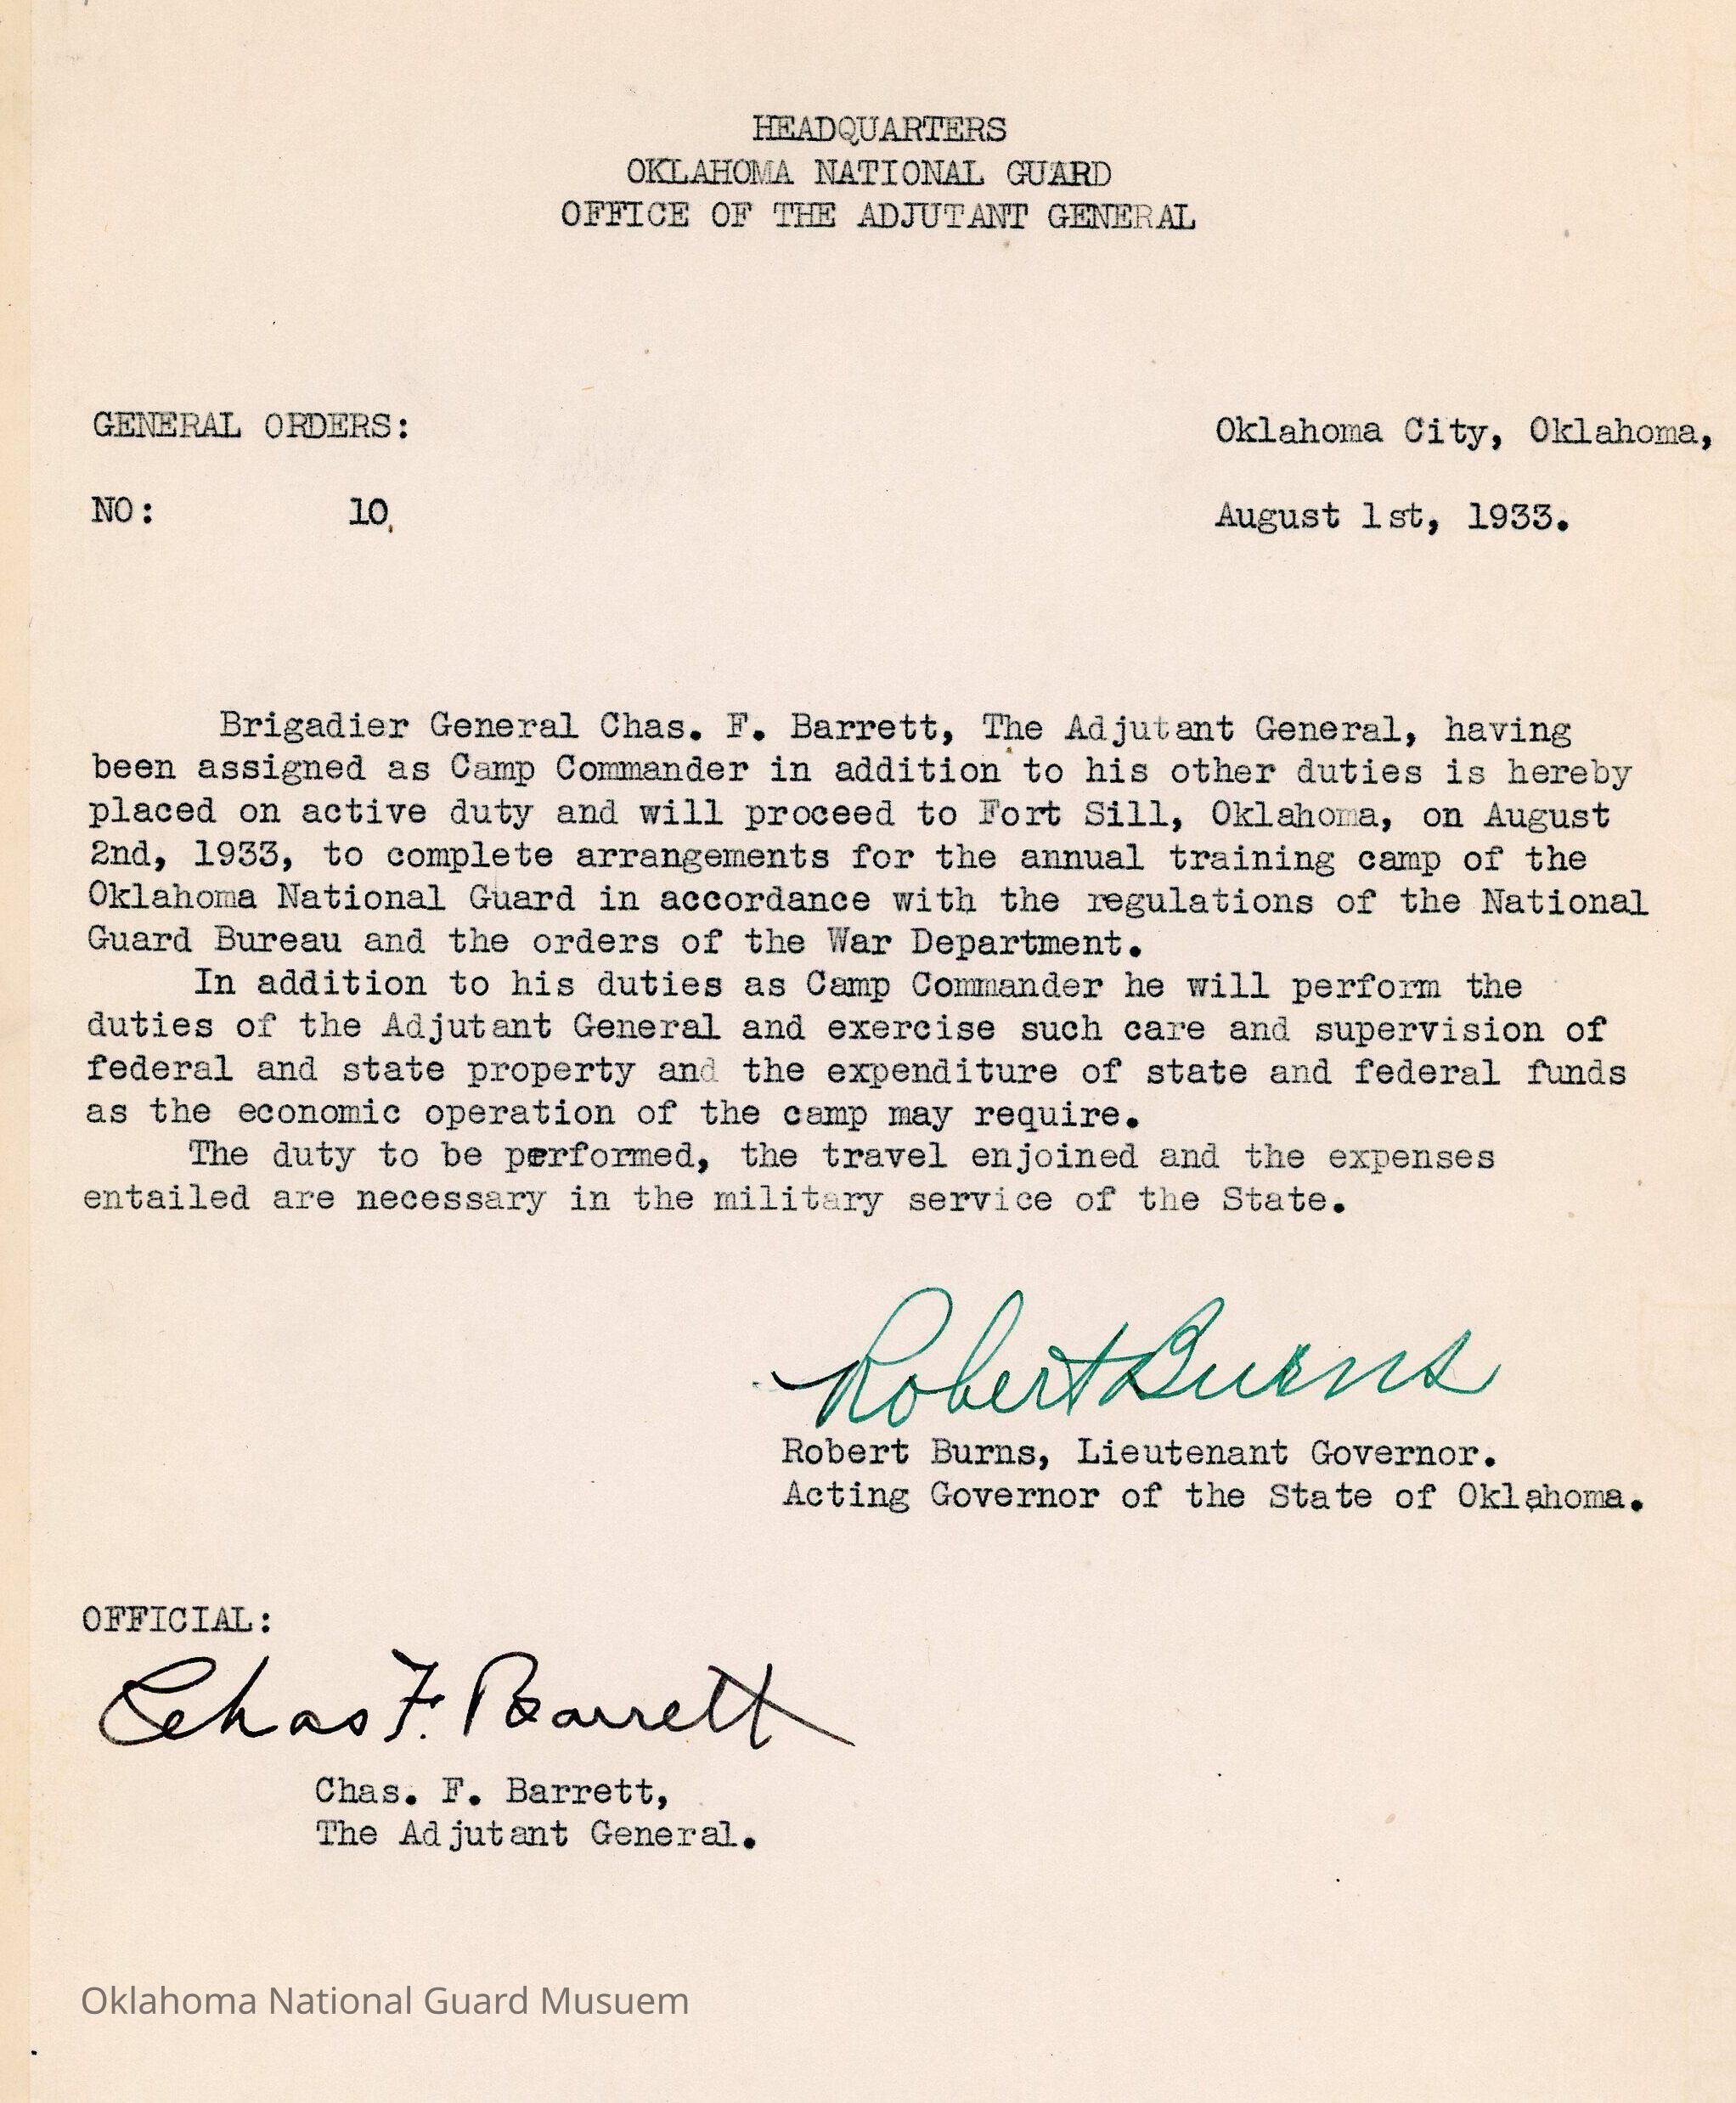 HEADQUARTERS
OKLAHOMA NATIONAL GUARD
OFFICE OF THE ADJUTANT GENERAL
GENERAL ORDERS:
Oklahoma City, Oklahoma,
NO: 10.
August 1st, 1933.
Brigadier General Chas. F. Barrett, The Adjutant General, having
been assigned as Camp Commander in addition to his other duties is hereby
placed on active duty and will proceed to Fort Sill, Oklahoma, on August
2nd, 1933, to complete arrangements for the annual training camp of the
Oklahoma National Guard in accordance with the regulations of the National
Guard Bureau and the orders of the War Department.
In addition to his duties as Camp Commander he will perform the
duties of the Adjutant General and exercise such care and supervision of
federal and state property and the expenditure of state and federal funds
as the economic operation of the camp may require.
The duty to be performed, the travel enjoined and the expenses
entailed are necessary in the military service of the State.
Robert Burns
Robert Burns, Lieutenant Governor.
Acting Governor of the State of Oklahoma.
OFFICIAL:
Chas F. Barrett
Chas. F. Barrett,
The Adjutant General.
Oklahoma National Guard Musuem